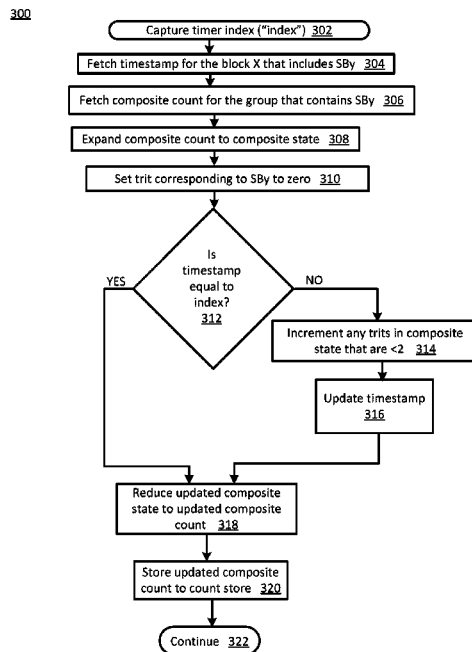 300
Capture timer index (“index”) 302
Fetch timestamp for the block X that includes SBy 304
Fetch composite count for the group that contains SBy 306
Expand composite count to composite state 308
Set trit corresponding to SBy to zero 310
Is
timestamp
equal to
index?
312
YES
NO
Increment any trits in composite
state that are <2 314
Update timestamp
316
Reduce updated composite
state to updated composite
count 318
Store updated composite
count to count store 320
Continue 322